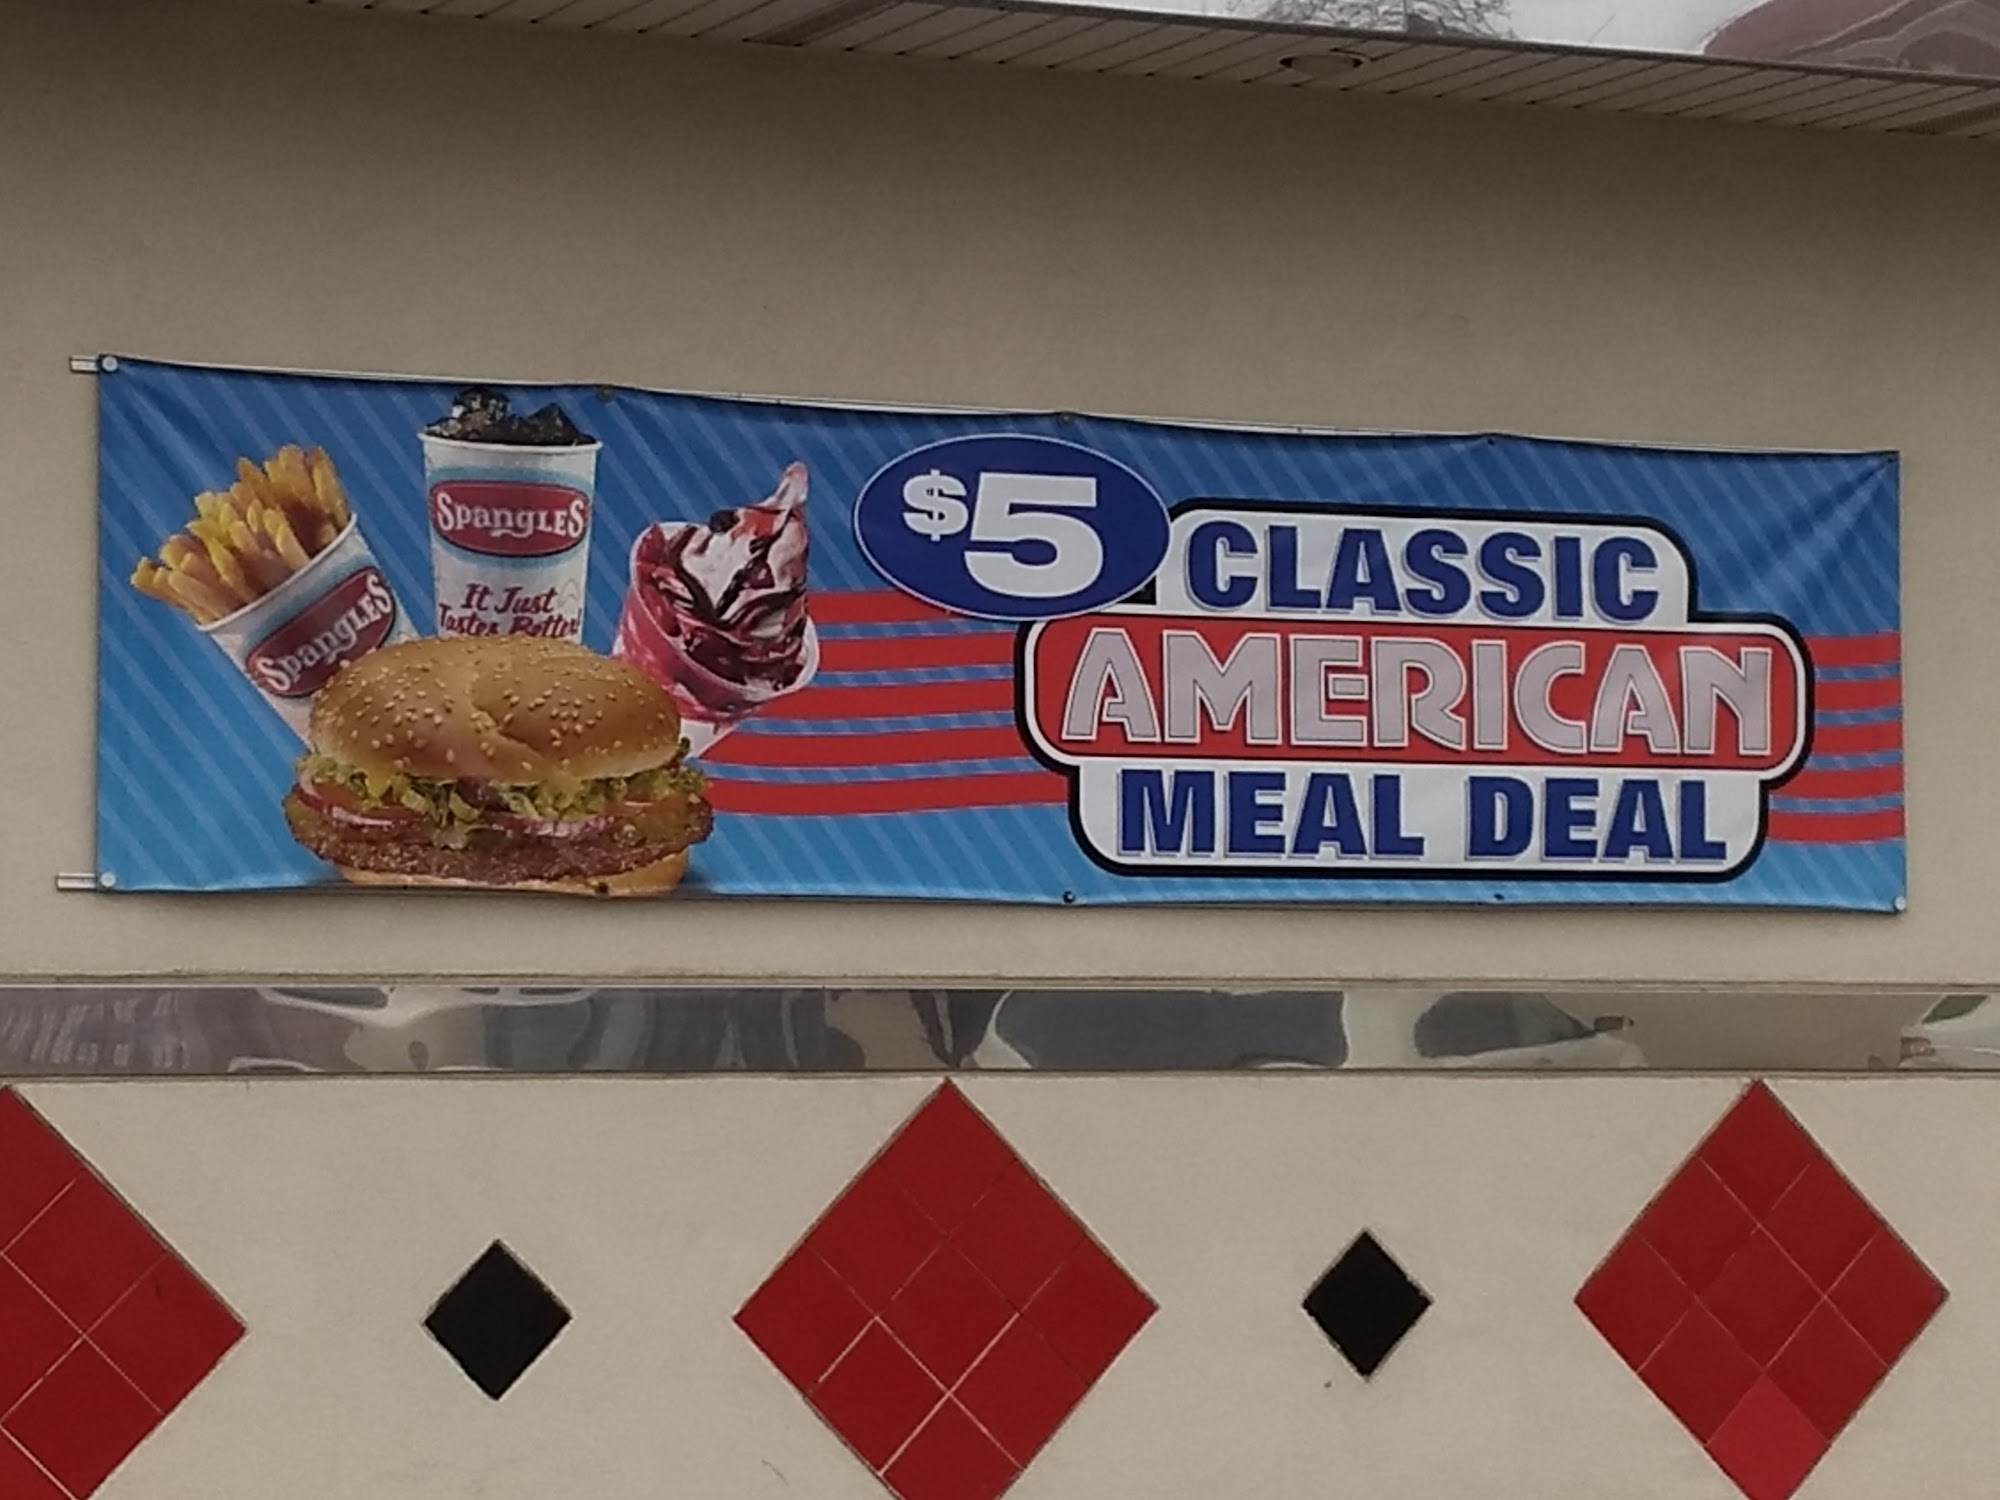 Spangles
Spangles
It Just
Tastes Better!
$5
CLASSIC
AMERICAN
MEAL DEAL